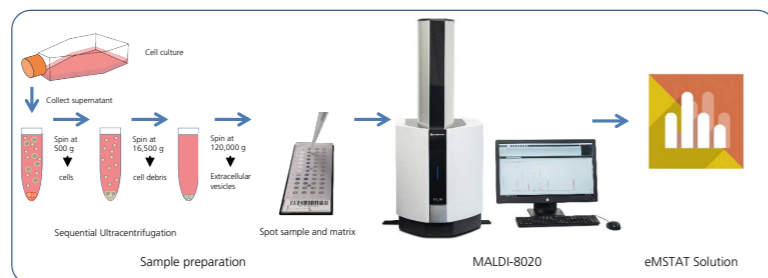 Cell culture
Collect supernatant
Spin at
500 g
cells
Spin at
16,500 g
cell debris
Spin at
120,000 g
Extracellular
vesicles
Sequential Ultracentrifugation
Spot sample and matrix
Sample preparation
MALDI-8020
eMSTAT Solution